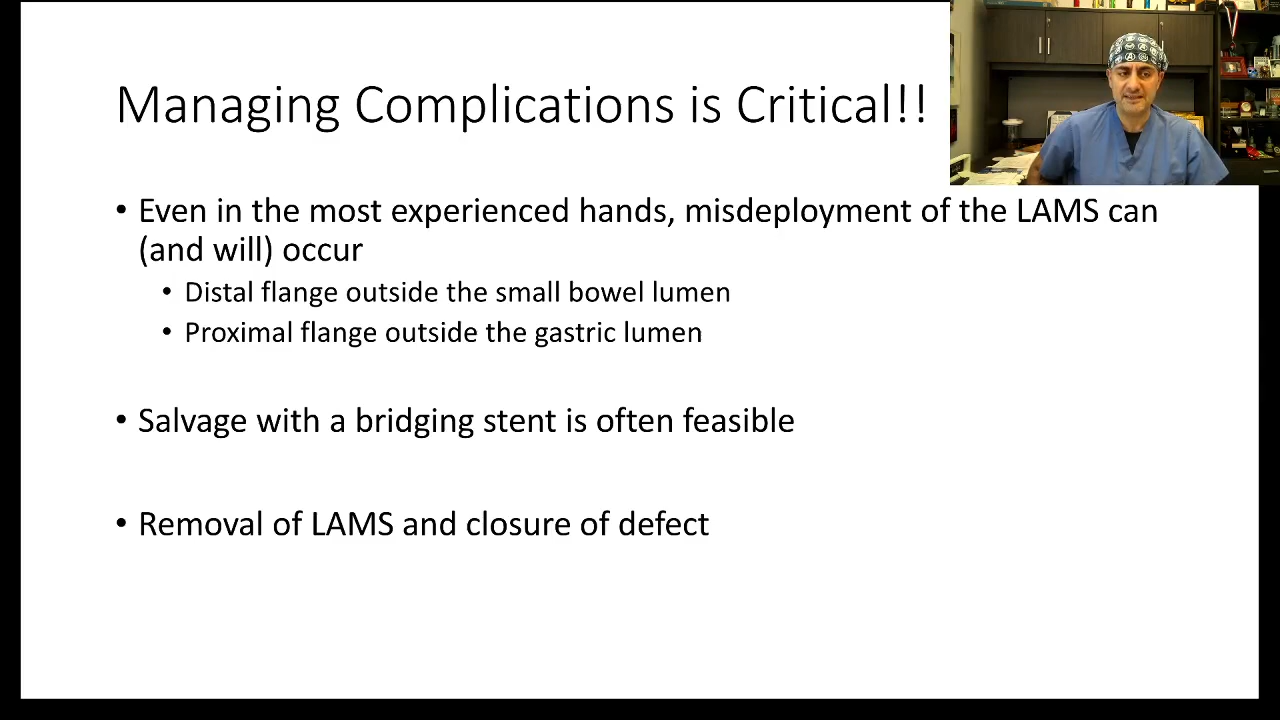 Managing Complications is Critical!!
• Even in the most experienced hands, misdeployment of the LAMS can
(and will) occur
• Distal flange outside the small bowel lumen
• Proximal flange outside the gastric lumen
• Salvage with a bridging stent is often feasible
• Removal of LAMS and closure of defect